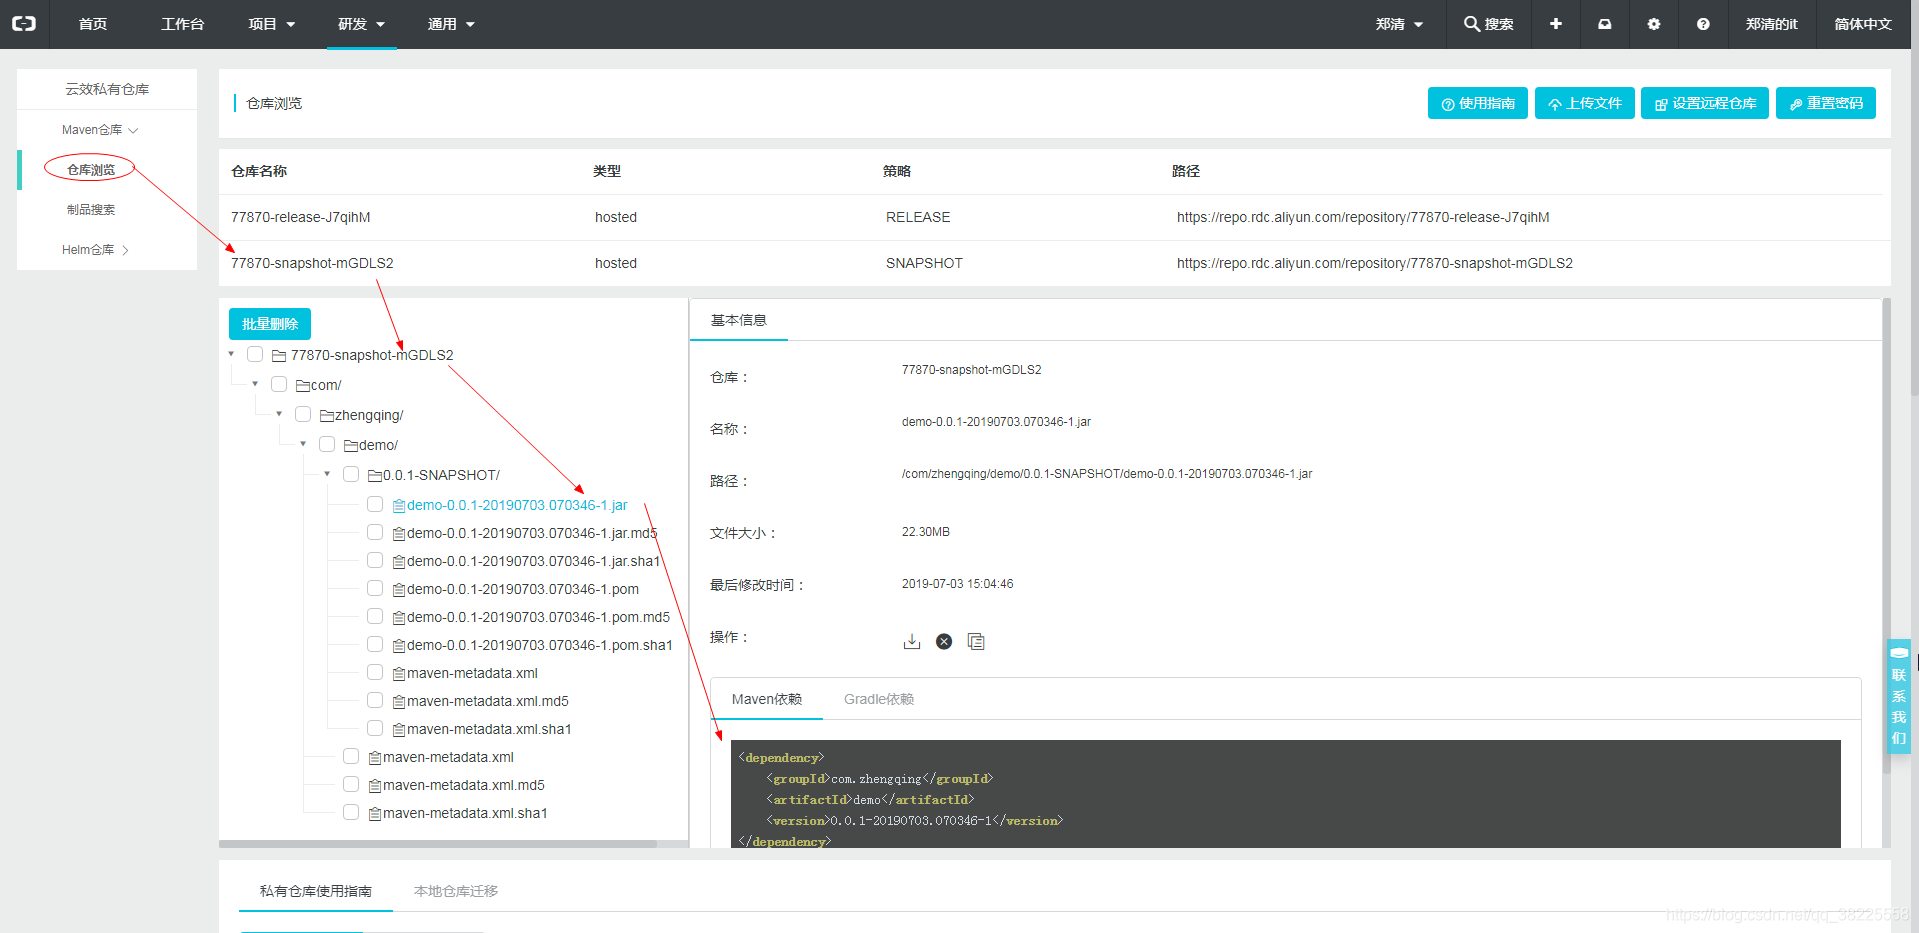 首页 工作台 项目 研发 通用 郑清 搜索 郑清的it 简体中文
云效私有仓库
Maven仓库
仓库浏览
制品搜索
Helm仓库
仓库浏览
使用指南 上传文件 设置远程仓库 重置密码
仓库名称 类型 策略 路径
77870-release-J7qihM hosted RELEASE https://repo.rdc.aliyun.com/repository/77870-release-J7qihM
77870-snapshot-mGDLS2 hosted SNAPSHOT https://repo.rdc.aliyun.com/repository/77870-snapshot-mGDLS2
批量删除
77870-snapshot-mGDLS2
com/
zhengqing/
demo/
0.0.1-SNAPSHOT/
demo-0.0.1-20190703.070346-1.jar
demo-0.0.1-20190703.070346-1.jar.md5
demo-0.0.1-20190703.070346-1.jar.sha1
demo-0.0.1-20190703.070346-1.pom
demo-0.0.1-20190703.070346-1.pom.md5
demo-0.0.1-20190703.070346-1.pom.sha1
maven-metadata.xml
maven-metadata.xml.md5
maven-metadata.xml.sha1
maven-metadata.xml
maven-metadata.xml.md5
maven-metadata.xml.sha1
基本信息
仓库： 77870-snapshot-mGDLS2
名称： demo-0.0.1-20190703.070346-1.jar
路径： /com/zhengqing/demo/0.0.1-SNAPSHOT/demo-0.0.1-20190703.070346-1.jar
文件大小： 22.30MB
最后修改时间： 2019-07-03 15:04:46
操作：
Maven依赖 Gradle依赖
<dependency>
<groupId>com.zhengqing</groupId>
<artifactId>demo</artifactId>
<version>0.0.1-20190703.070346-1</version>
</dependency>
联系我们
私有仓库使用指南 本地仓库迁移
https://blog.csdn.net/qq_38225558